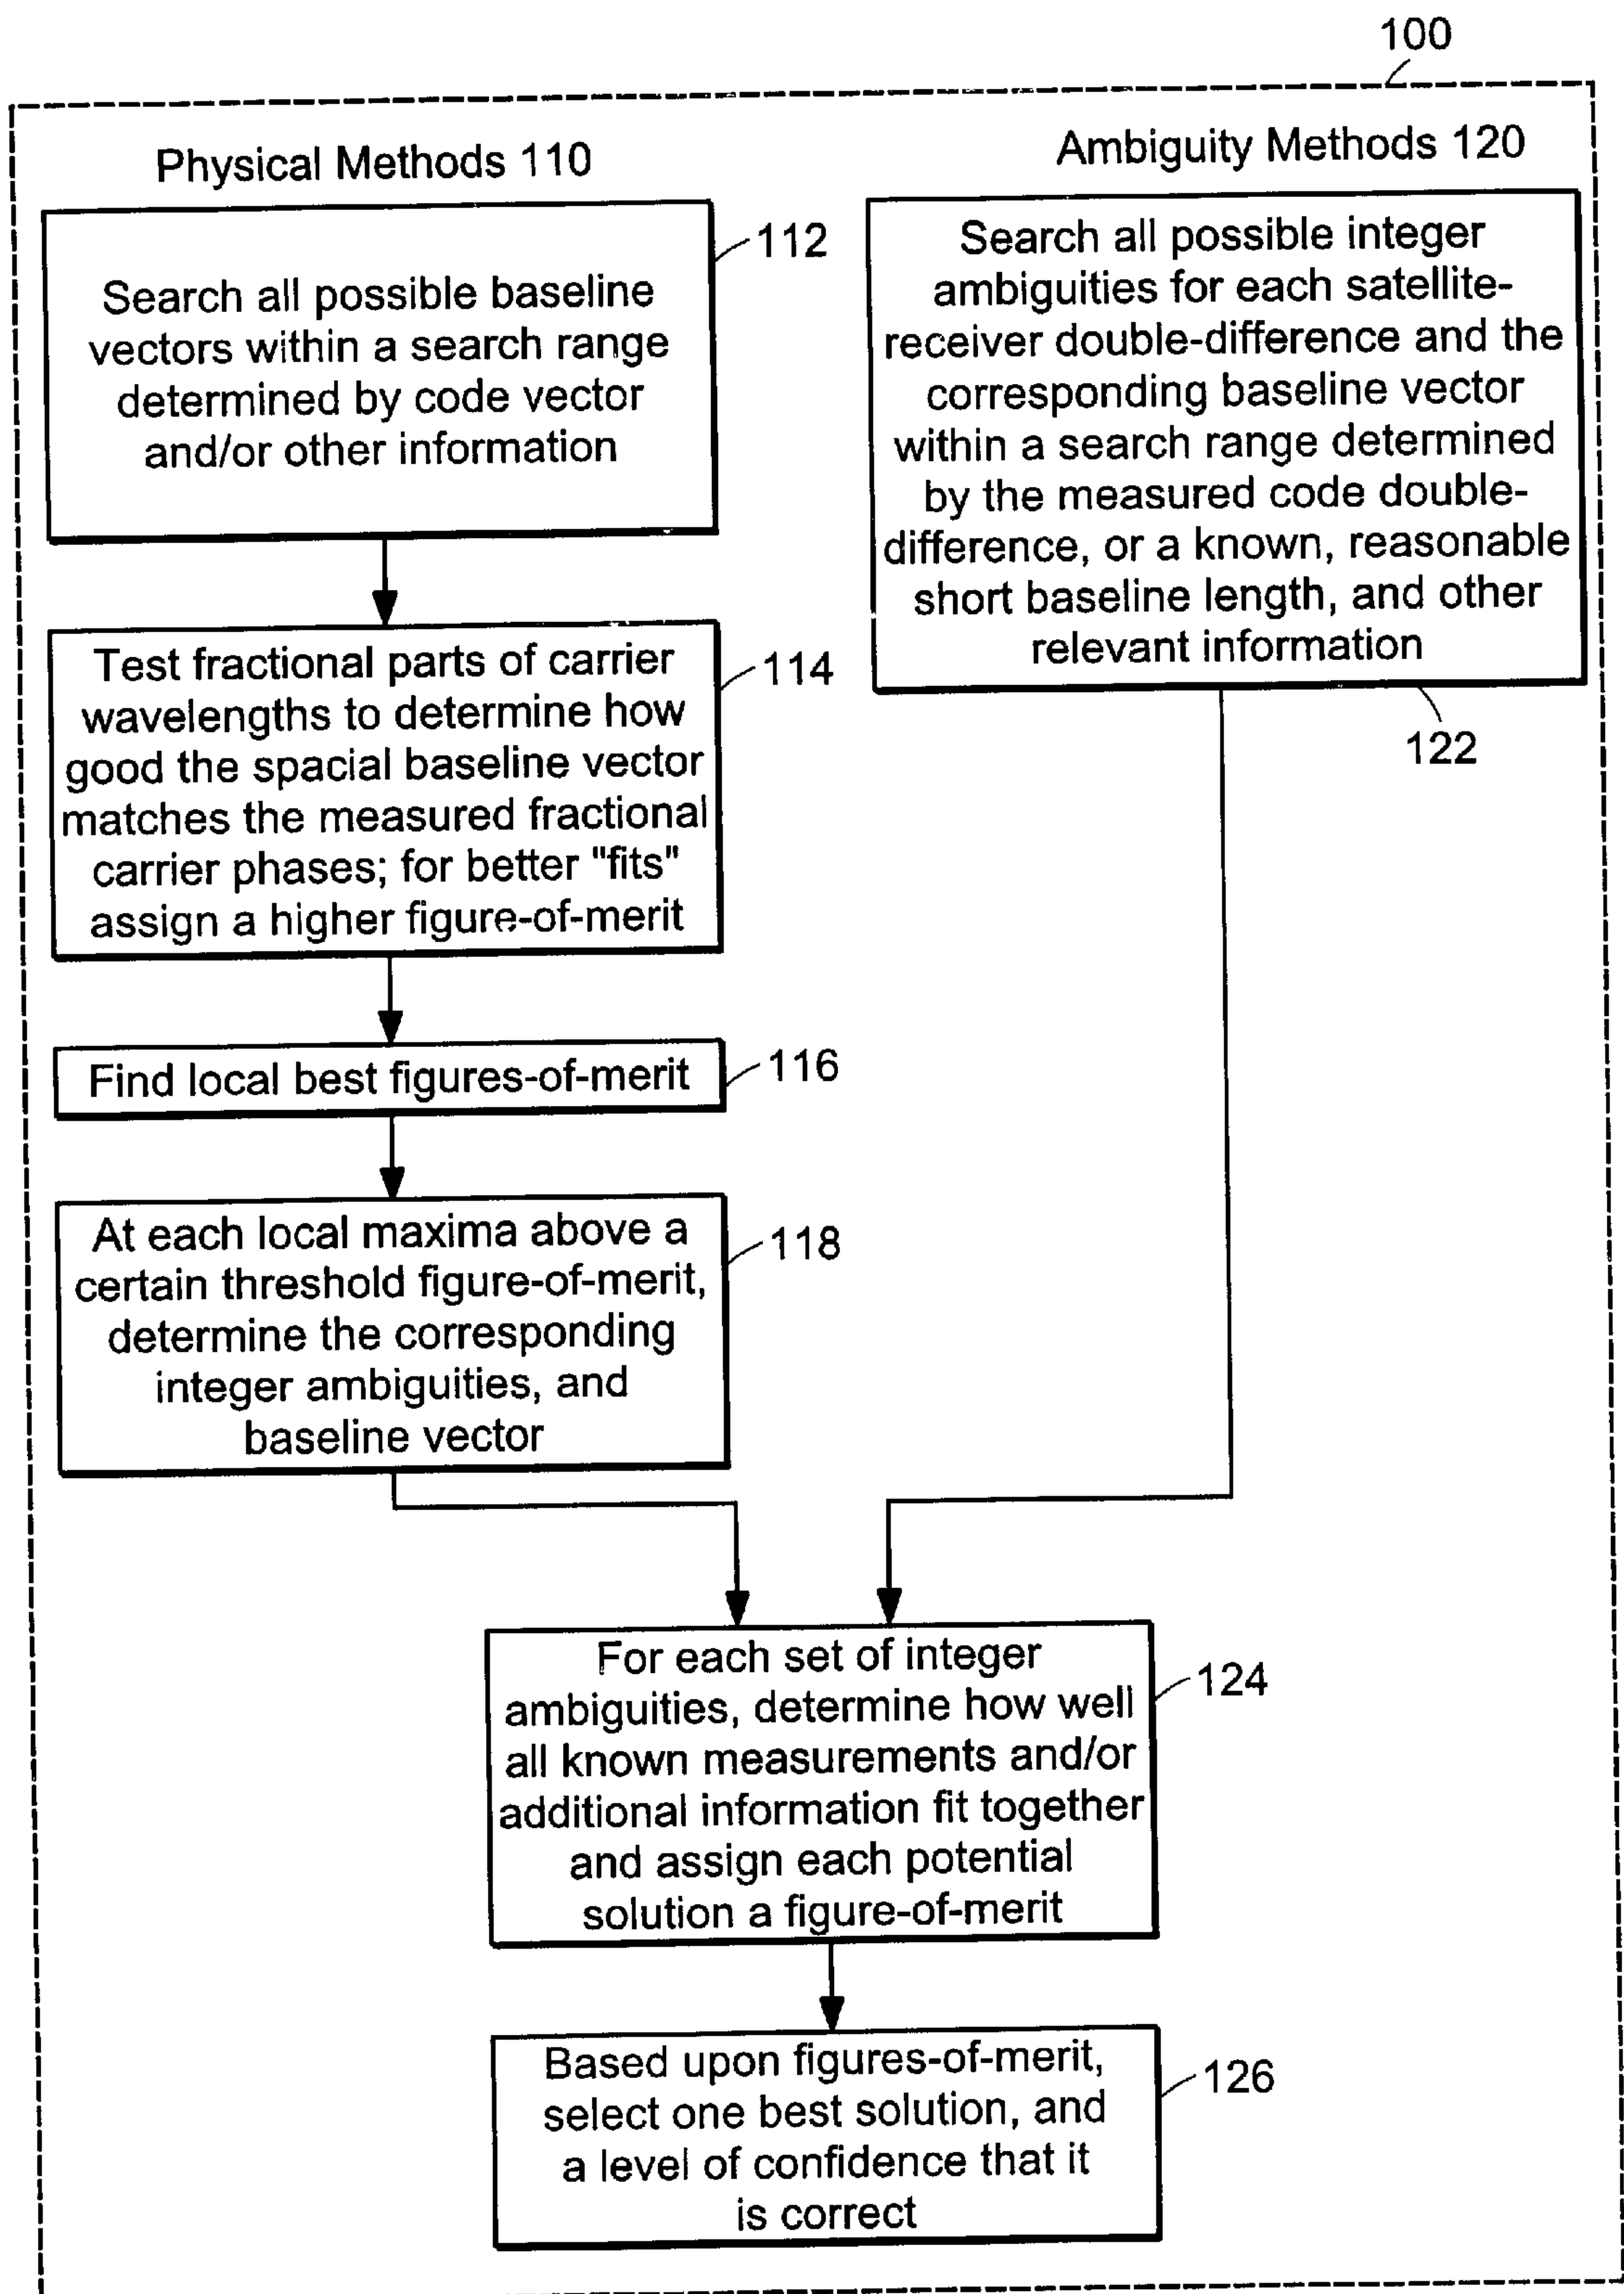 100
Physical Methods 110
Ambiguity Methods 120
Search all possible baseline
vectors within a search range
determined by code vector
and/or other information
112
Search all possible integer
ambiguities for each satellite-
receiver double-difference and the
corresponding baseline vector
within a search range determined
by the measured code double-
difference, or a known, reasonable
short baseline length, and other
relevant information
122
Test fractional parts of carrier
wavelengths to determine how
good the spacial baseline vector
matches the measured fractional
carrier phases; for better "fits"
assign a higher figure-of-merit
114
Find local best figures-of-merit
116
At each local maxima above a
certain threshold figure-of-merit,
determine the corresponding
integer ambiguities, and
baseline vector
118
For each set of integer
ambiguities, determine how well
all known measurements and/or
additional information fit together
and assign each potential
solution a figure-of-merit
124
Based upon figures-of-merit,
select one best solution, and
a level of confidence that it
is correct
126